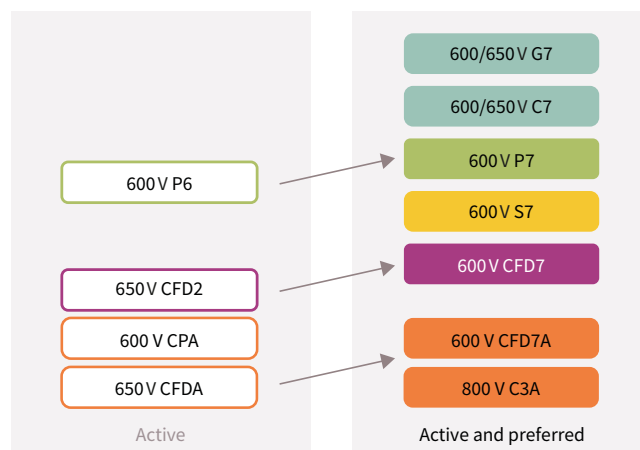 600 V P6
650 V CFD2
600 V CPA
650 V CFDA
Active
600/650 V G7
600/650 V C7
600 V P7
600 V S7
600 V CFD7
600 V CFD7A
800 V C3A
Active and preferred